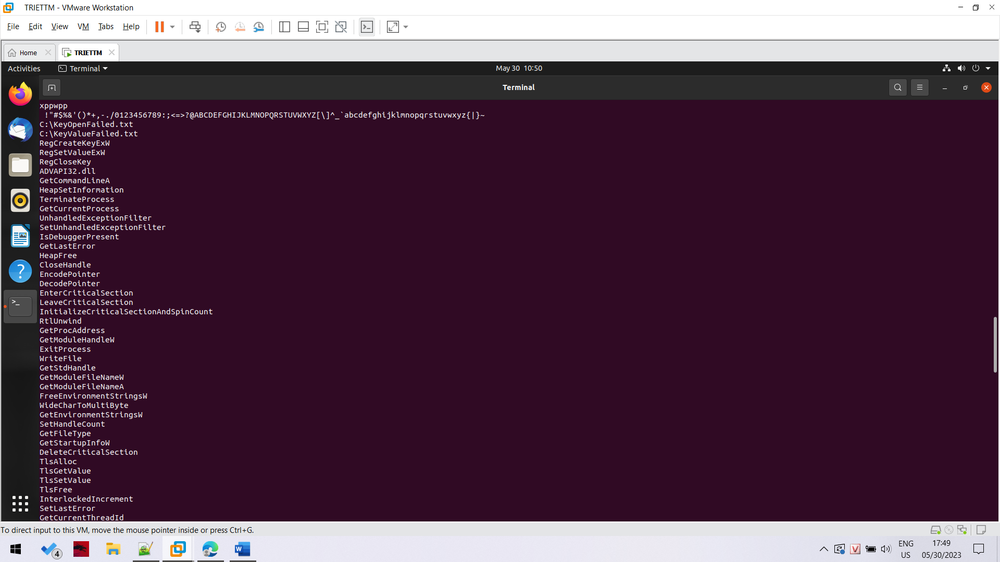 TRIETTM - VMware Workstation
File Edit View VM Tabs Help
Home TRIETTM
Activities Terminal May 30 10:50
Terminal
xppwpp
!"#$%&'()*+,-./0123456789:;<=>?@ABCDEFGHIJKLMNOPQRSTUVWXYZ[\]^_`abcdefghijklmnopqrstuvwxyz{|}~
C:\KeyOpenFailed.txt
C:\KeyValueFailed.txt
RegCreateKeyExW
RegSetValueExW
RegCloseKey
ADVAPI32.dll
GetCommandLineA
HeapSetInformation
TerminateProcess
GetCurrentProcess
UnhandledExceptionFilter
SetUnhandledExceptionFilter
IsDebuggerPresent
GetLastError
HeapFree
CloseHandle
EncodePointer
DecodePointer
EnterCriticalSection
LeaveCriticalSection
InitializeCriticalSectionAndSpinCount
RtlUnwind
GetProcAddress
GetModuleHandleW
ExitProcess
WriteFile
GetStdHandle
GetModuleFileNameW
GetModuleFileNameA
FreeEnvironmentStringsW
WideCharToMultiByte
GetEnvironmentStringsW
SetHandleCount
GetFileType
GetStartupInfoW
DeleteCriticalSection
TlsAlloc
TlsGetValue
TlsSetValue
TlsFree
InterlockedIncrement
SetLastError
GetCurrentThreadId
To direct input to this VM, move the mouse pointer inside or press Ctrl+G.
4
ENG 17:49
US 05/30/2023